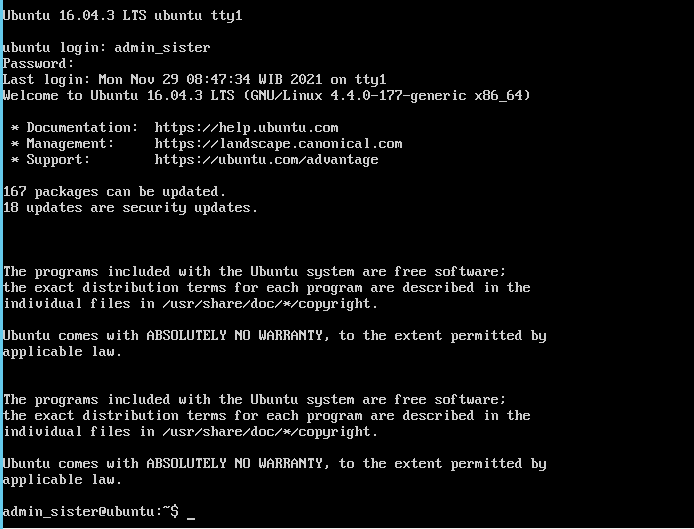 Ubuntu 16.04.3 LTS ubuntu tty1
ubuntu login: admin_sister
Password:
Last login: Mon Nov 29 08:47:34 WIB 2021 on tty1
Welcome to Ubuntu 16.04.3 LTS (GNU/Linux 4.4.0-177-generic x86_64)
* Documentation:  https://help.ubuntu.com
* Management:     https://landscape.canonical.com
* Support:        https://ubuntu.com/advantage
167 packages can be updated.
18 updates are security updates.
The programs included with the Ubuntu system are free software;
the exact distribution terms for each program are described in the
individual files in /usr/share/doc/*/copyright.
Ubuntu comes with ABSOLUTELY NO WARRANTY, to the extent permitted by
applicable law.
The programs included with the Ubuntu system are free software;
the exact distribution terms for each program are described in the
individual files in /usr/share/doc/*/copyright.
Ubuntu comes with ABSOLUTELY NO WARRANTY, to the extent permitted by
applicable law.
admin_sister@ubuntu:~$ _